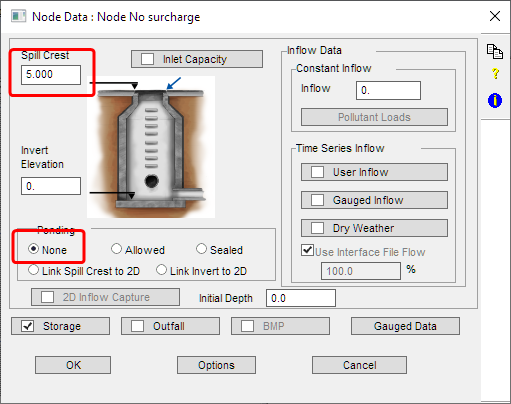 Node Data : Node No surcharge
Spill Crest
5.000
Inlet Capacity
Invert
Elevation
0.
Ponding
None
Allowed
Sealed
Link Spill Crest to 2D
Link Invert to 2D
2D Inflow Capture
Initial Depth
0.0
Inflow Data
Constant Inflow
Inflow
0.
Pollutant Loads
Time Series Inflow
User Inflow
Gauged Inflow
Dry Weather
Use Interface File Flow
100.0
%
?
i
Storage
Outfall
BMP
Gauged Data
OK
Options
Cancel